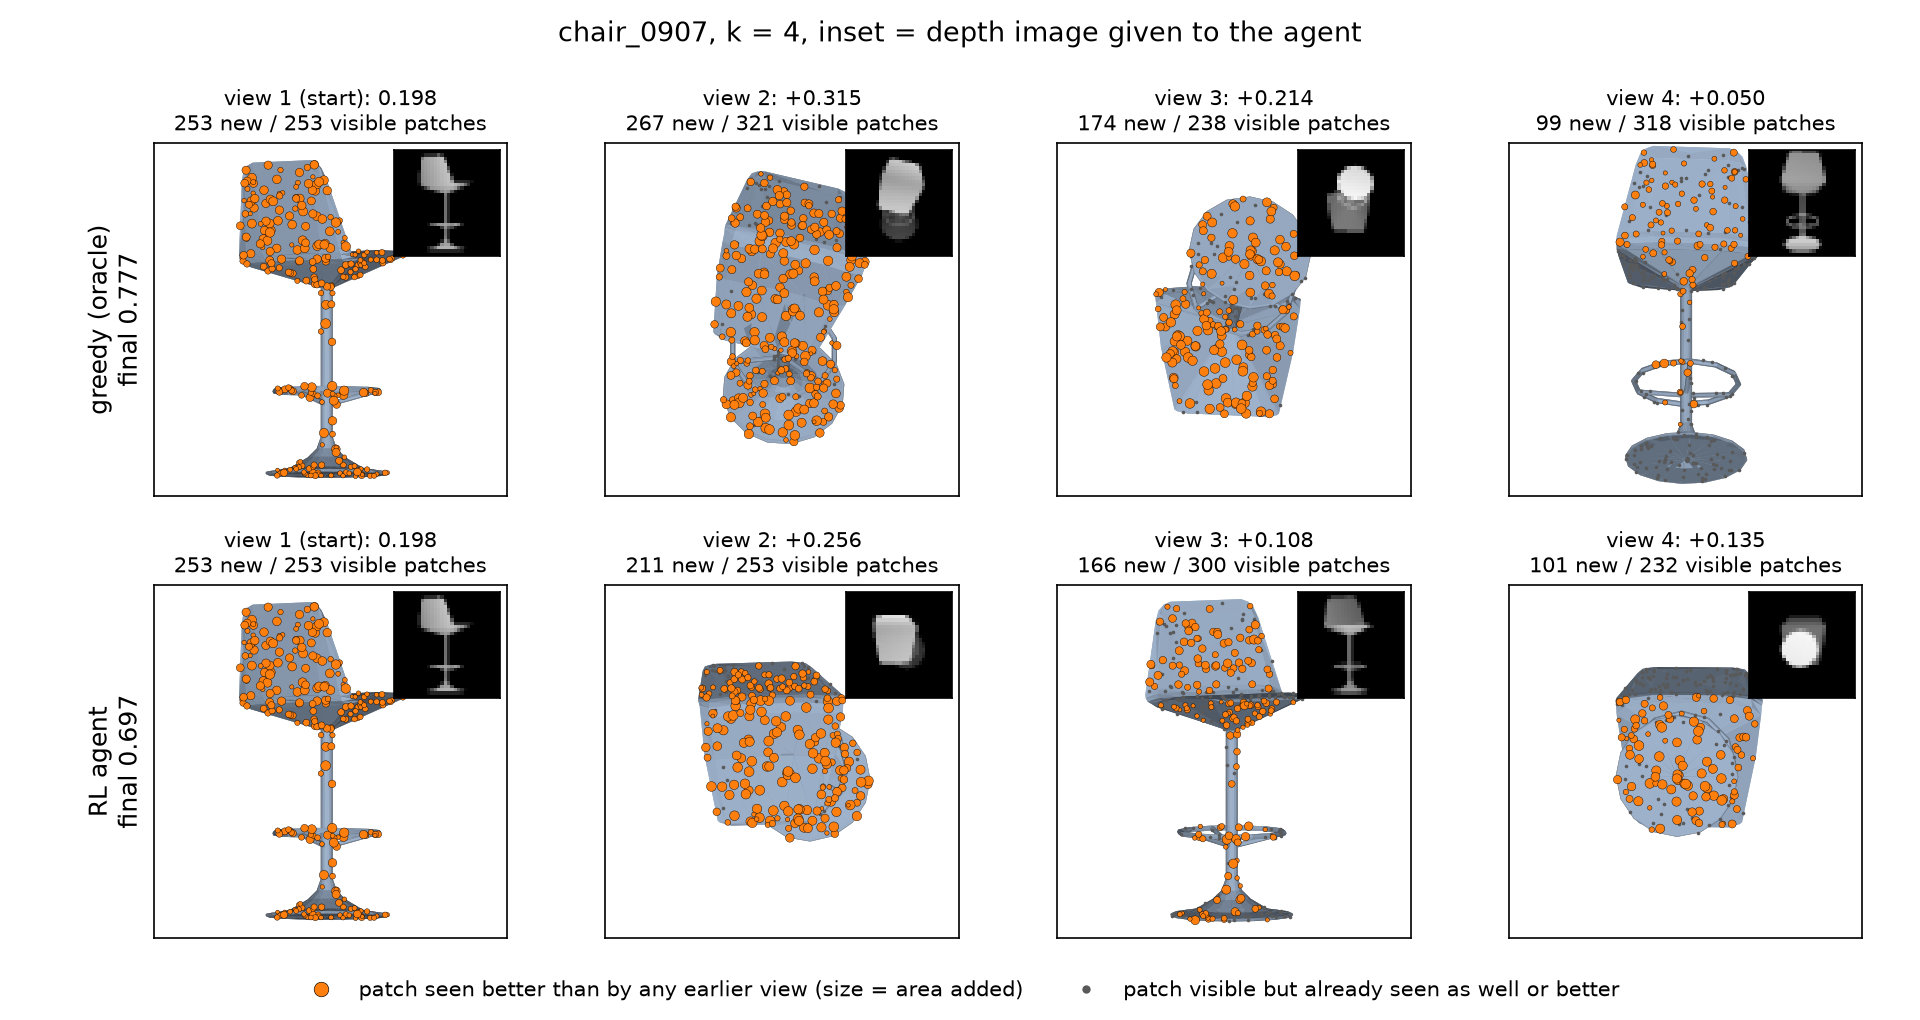 chair_0907, k = 4, inset = depth image given to the agent
view 1 (start): 0.198
253 new / 253 visible patches
view 2: +0.315
267 new / 321 visible patches
view 3: +0.214
174 new / 238 visible patches
view 4: +0.050
99 new / 318 visible patches
greedy (oracle)
final 0.777
view 1 (start): 0.198
253 new / 253 visible patches
view 2: +0.256
211 new / 253 visible patches
view 3: +0.108
166 new / 300 visible patches
view 4: +0.135
101 new / 232 visible patches
RL agent
final 0.697
patch seen better than by any earlier view (size = area added)
patch visible but already seen as well or better